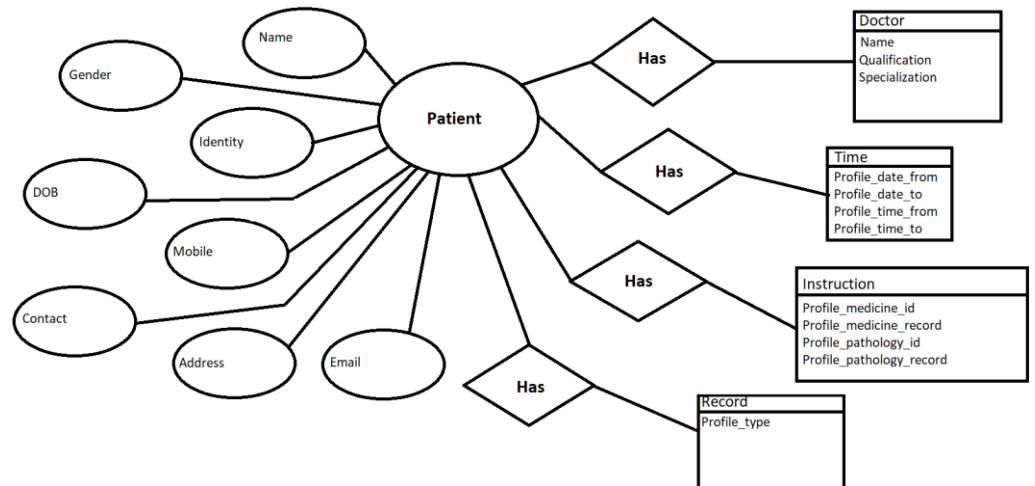 Name
Gender
Identity
DOB
Mobile
Contact
Address
Email
Patient
Has
Doctor
Name
Qualification
Specialization
Has
Time
Profile_date_from
Profile_date_to
Profile_time_from
Profile_time_to
Has
Instruction
Profile_medicine_id
Profile_medicine_record
Profile_pathology_id
Profile_pathology_record
Has
Record
Profile_type